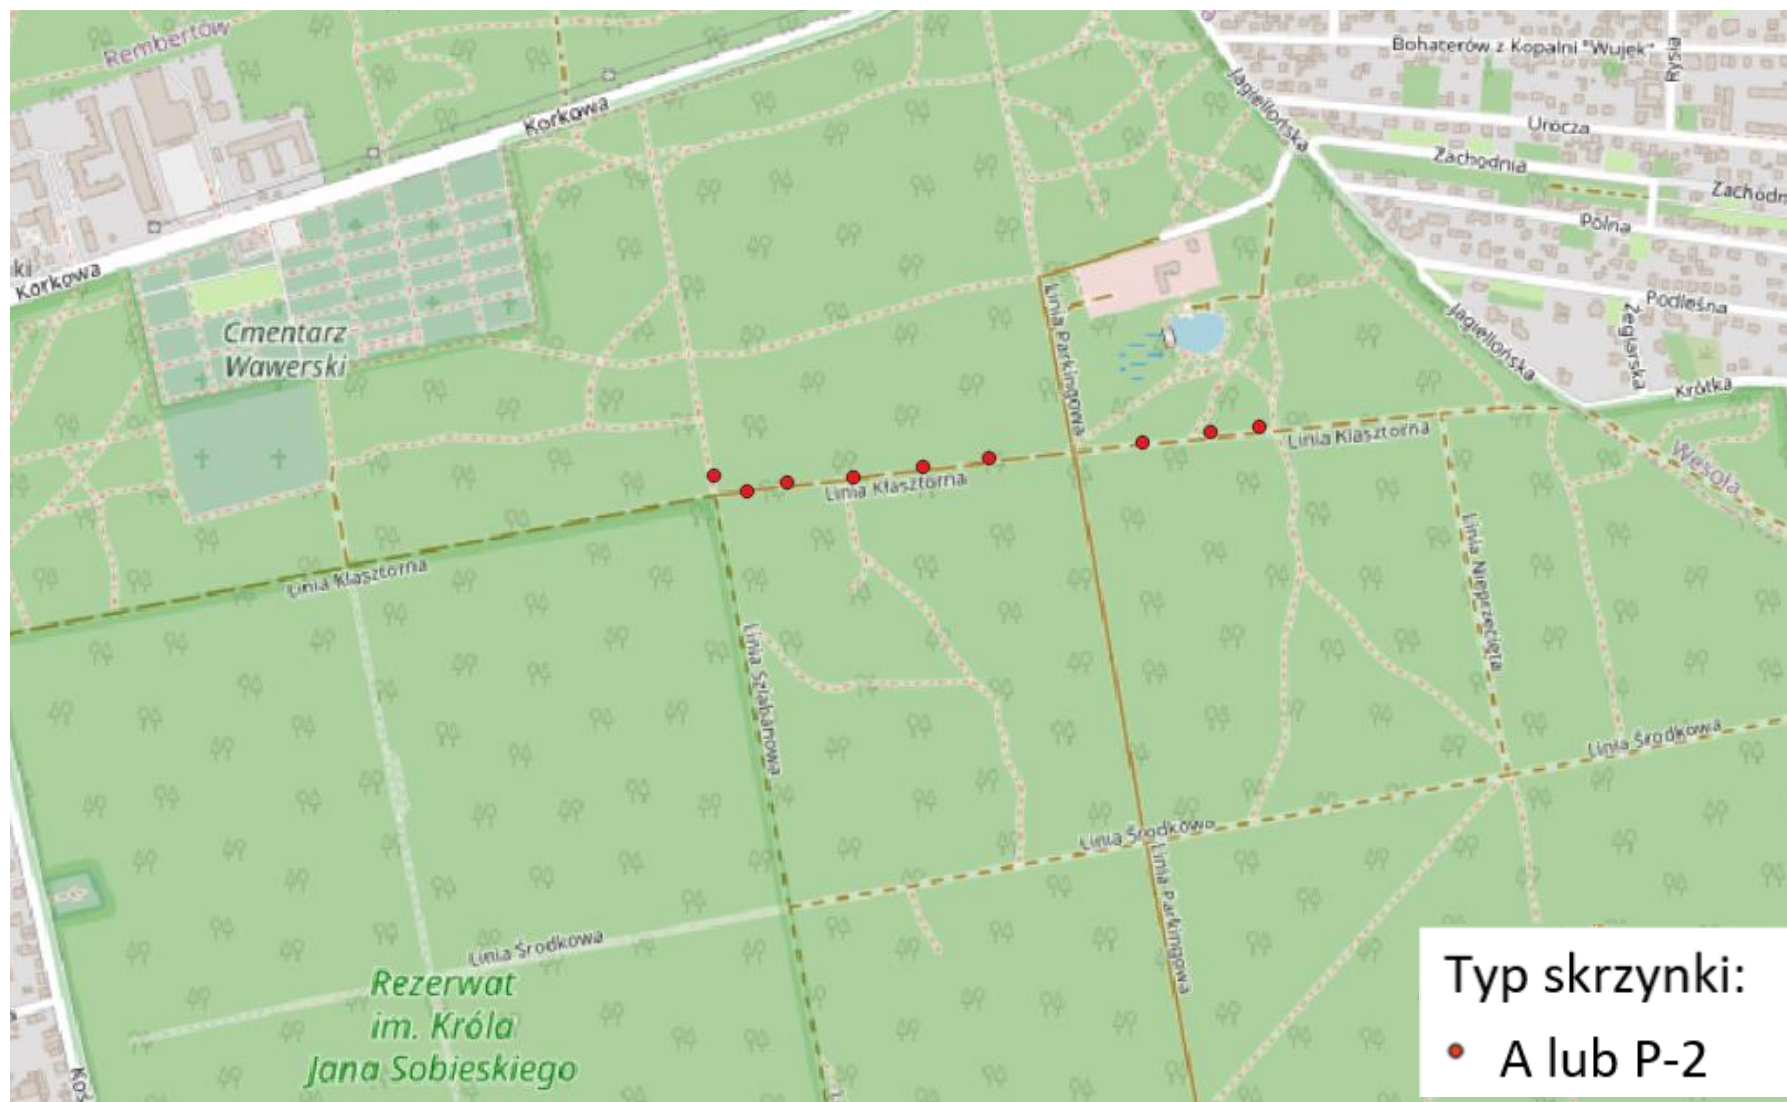 Rembertów
Bohaterów z Kopalni "Wujek"
Rysia
Jagiellońska
Korkowa
Urocza
Zachodnia
Polna
Korkowa
Podleśna
Żeglarska
Cmentarz
Wawerski
Linia Parkingowa
Jagiellońska
Krótka
Linia Klasztorna
Wesoła
Linia Klasztorna
Linia Klasztorna
Linia Nieprzecięta
Linia Szlabanowa
Linia Środkowa
Linia Środkowa
Linia Parkingowa
Linia Środkowa
Rezerwat
im. Króla
Jana Sobieskiego
Typ skrzynki:
A lub P-2